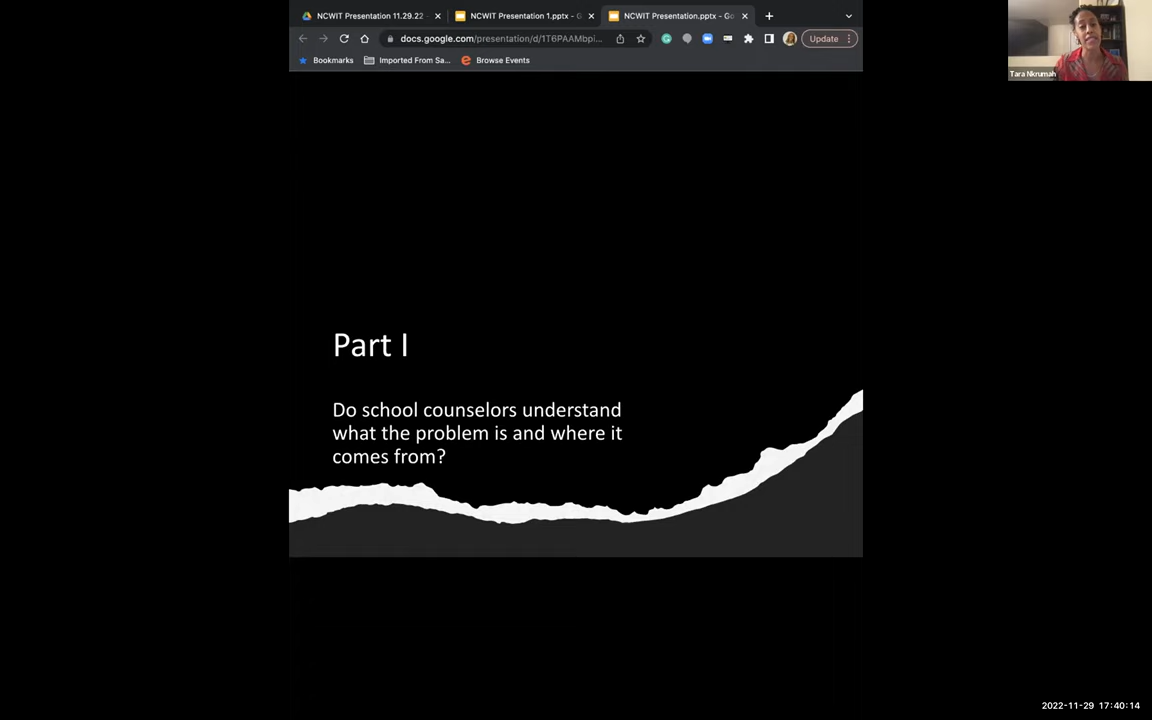 NCWIT Presentation 11.29.22 -
NCWIT Presentation 1.pptx - G
NCWIT Presentation.pptx - Go
docs.google.com/presentation/d/1T6PAAMbpi...
Update
Bookmarks
Imported From Sa...
Browse Events
Tara Nkrumah
Part I
Do school counselors understand
what the problem is and where it
comes from?
2022-11-29 17:40:14